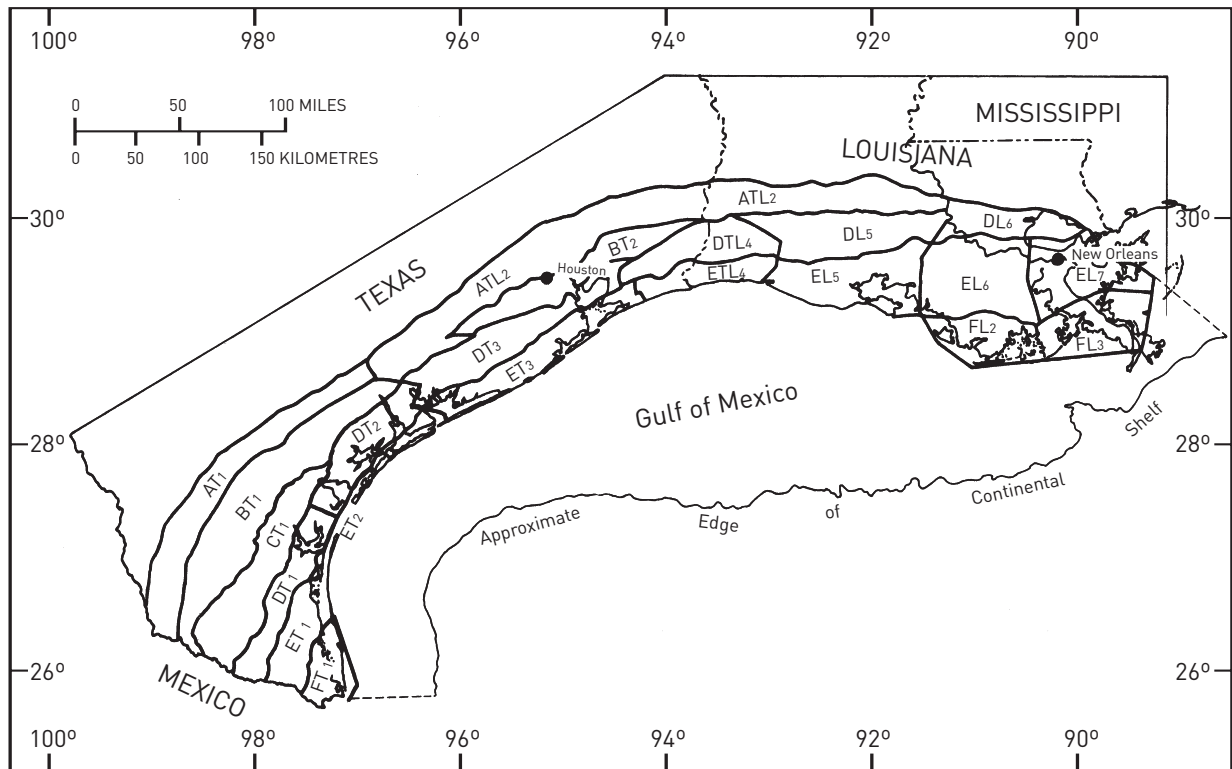 100º 98º 96º 94º 92º 90º
0 50 100 MILES
0 50 100 150 KILOMETRES
MISSISSIPPI
LOUISIANA
TEXAS
MEXICO
30º 30º
28º 28º
26º 26º
ATL2
ATL2
BT2
Houston
DTL4
ETL4
DL5
EL5
DL6
EL6
New Orleans
EL7
FL2
FL3
DT3
ET3
DT2
ET2
AT1
BT1
CT1
DT1
ET1
FT1
Gulf of Mexico
Approximate Edge of Continental Shelf
100º 98º 96º 94º 92º 90º